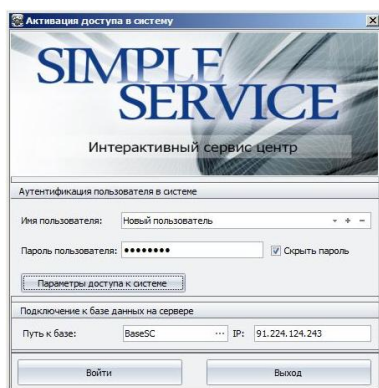 Активация доступа в систему
SIMPLE
SERVICE
Интерактивный сервис центр
Аутентификация пользователя в системе
Имя пользователя: Новый пользователь
Пароль пользователя: ●●●●●●●● Скрыть пароль
Параметры доступа к системе
Подключение к базе данных на сервере
Путь к базе: BaseSC ... IP: 91.224.124.243
Войти Выход